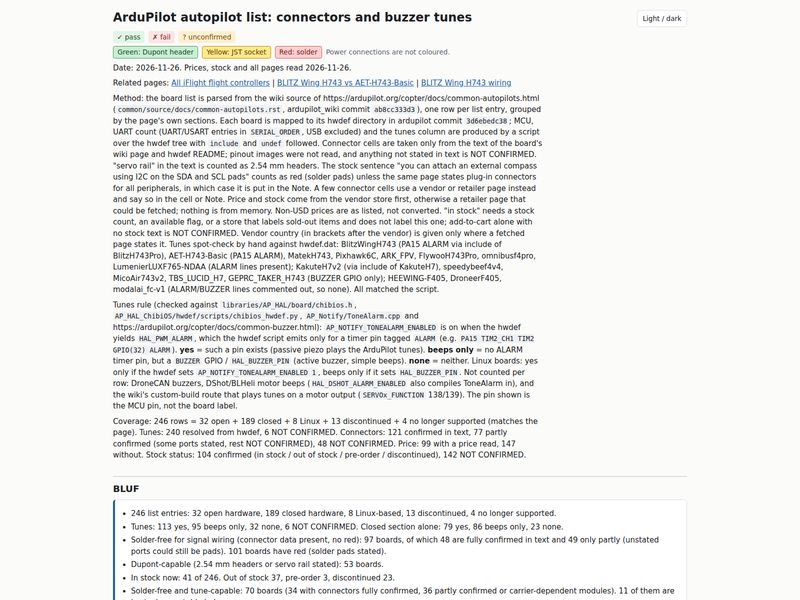 ArduPilot autopilot list: connectors and buzzer tunes
Light / dark
✓ pass ✗ fail ? unconfirmed
Green: Dupont header Yellow: JST socket Red: solder Power connections are not coloured.
Date: 2026-11-26. Prices, stock and all pages read 2026-11-26.
Related pages: All iFlight flight controllers | BLITZ Wing H743 vs AET-H743-Basic | BLITZ Wing H743 wiring
Method: the board list is parsed from the wiki source of https://ardupilot.org/copter/docs/common-autopilots.html
( common/source/docs/common-autopilots.rst , ardupilot_wiki commit ab8cc333d3 ), one row per list entry, grouped
by the page's own sections. Each board is mapped to its hwdef directory in ardupilot commit 3d6ebedc38 ; MCU,
UART count (UART/USART entries in SERIAL_ORDER , USB excluded) and the tunes column are produced by a script
over the hwdef tree with include and undef followed. Connector cells are taken only from the text of the board's
wiki page and hwdef README; pinout images were not read, and anything not stated in text is NOT CONFIRMED.
"servo rail" in the text is counted as 2.54 mm headers. The stock sentence "you can attach an external compass
using I2C on the SDA and SCL pads" counts as red (solder pads) unless the same page states plug-in connectors
for all peripherals, in which case it is put in the Note. A few connector cells use a vendor or retailer page instead
and say so in the cell or Note. Price and stock come from the vendor store first, otherwise a retailer page that
could be fetched; nothing is from memory. Non-USD prices are as listed, not converted. "in stock" needs a stock
count, an available flag, or a store that labels sold-out items and does not label this one; add-to-cart alone with
no stock text is NOT CONFIRMED. Vendor country (in brackets after the vendor) is given only where a fetched
page states it. Tunes spot-check by hand against hwdef.dat: BlitzWingH743 (PA15 ALARM via include of
BlitzH743Pro), AET-H743-Basic (PA15 ALARM), MatekH743, Pixhawk6C, ARK_FPV, FlywooH743Pro, omnibusf4pro,
LumenierLUXF765-NDAA (ALARM lines present); KakuteH7v2 (via include of KakuteH7), speedybeef4v4,
MicoAir743v2, TBS_LUCID_H7, GEPRC_TAKER_H743 (BUZZER GPIO only); HEEWING-F405, DroneerF405,
modalai_fc-v1 (ALARM/BUZZER lines commented out, so none). All matched the script.
Tunes rule (checked against libraries/AP_HAL/board/chibios.h ,
AP_HAL_ChibiOS/hwdef/scripts/chibios_hwdef.py , AP_Notify/ToneAlarm.cpp and
https://ardupilot.org/copter/docs/common-buzzer.html): AP_NOTIFY_TONEALARM_ENABLED is on when the hwdef
yields HAL_PWM_ALARM , which the hwdef script emits only for a timer pin tagged ALARM (e.g. PA15 TIM2_CH1 TIM2
GPIO(32) ALARM ). yes = such a pin exists (passive piezo plays the ArduPilot tunes). beeps only = no ALARM
timer pin, but a BUZZER GPIO / HAL_BUZZER_PIN (active buzzer, simple beeps). none = neither. Linux boards: yes
only if the hwdef sets AP_NOTIFY_TONEALARM_ENABLED 1 , beeps only if it sets HAL_BUZZER_PIN . Not counted per
row: DroneCAN buzzers, DShot/BLHeli motor beeps ( HAL_DSHOT_ALARM_ENABLED also compiles ToneAlarm in), and
the wiki's custom-build route that plays tunes on a motor output ( SERVOx_FUNCTION 138/139). The pin shown is
the MCU pin, not the board label.
Coverage: 246 rows = 32 open + 189 closed + 8 Linux + 13 discontinued + 4 no longer supported (matches the
page). Tunes: 240 resolved from hwdef, 6 NOT CONFIRMED. Connectors: 121 confirmed in text, 77 partly
confirmed (some ports stated, rest NOT CONFIRMED), 48 NOT CONFIRMED. Price: 99 with a price read, 147
without. Stock status: 104 confirmed (in stock / out of stock / pre-order / discontinued), 142 NOT CONFIRMED.
BLUF
• 246 list entries: 32 open hardware, 189 closed hardware, 8 Linux-based, 13 discontinued, 4 no longer supported.
• Tunes: 113 yes, 95 beeps only, 32 none, 6 NOT CONFIRMED. Closed section alone: 79 yes, 86 beeps only, 23 none.
• Solder-free for signal wiring (connector data present, no red): 97 boards, of which 48 are fully confirmed in text and 49 only partly (unstated
ports could still be pads). 101 boards have red (solder pads stated).
• Dupont-capable (2.54 mm headers or servo rail stated): 53 boards.
• In stock now: 41 of 246. Out of stock 37, pre-order 3, discontinued 23.
• Solder-free and tune-capable: 70 boards (34 with connectors fully confirmed, 36 partly confirmed or carrier-dependent modules). 11 of them are